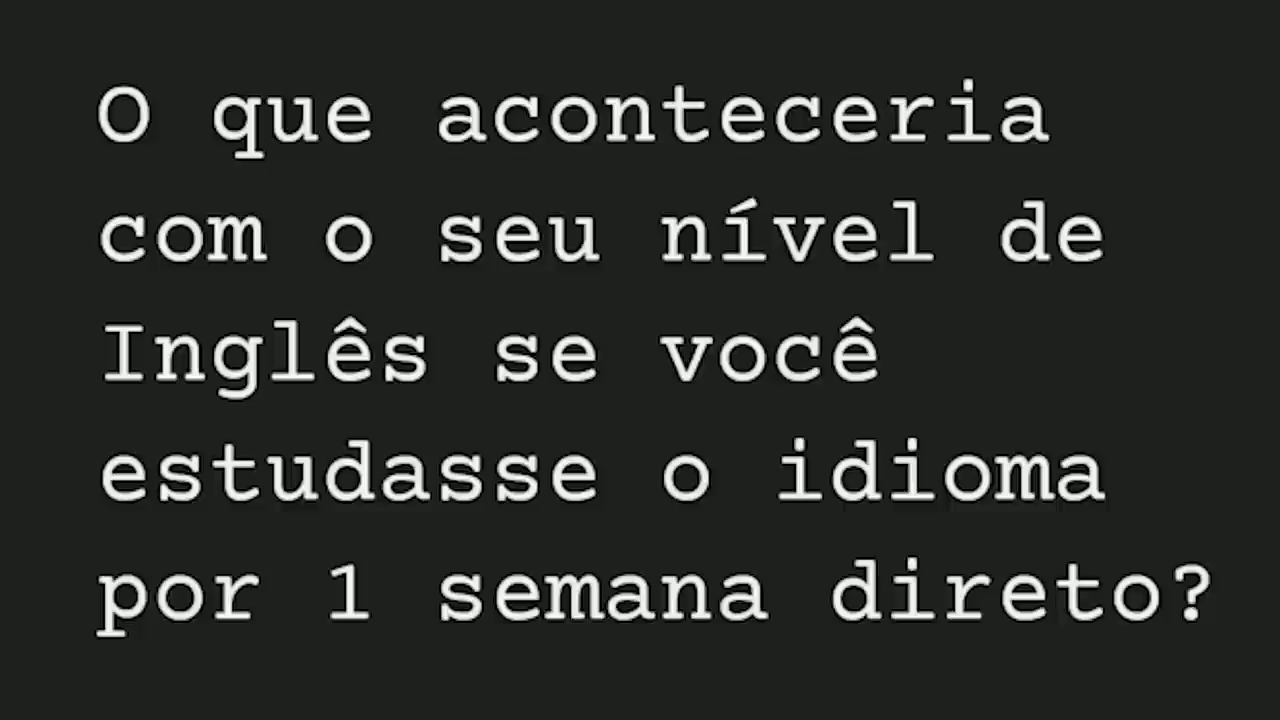 O que aconteceria
com o seu nível de
Inglês se você
estudasse o idioma
por 1 semana direto?